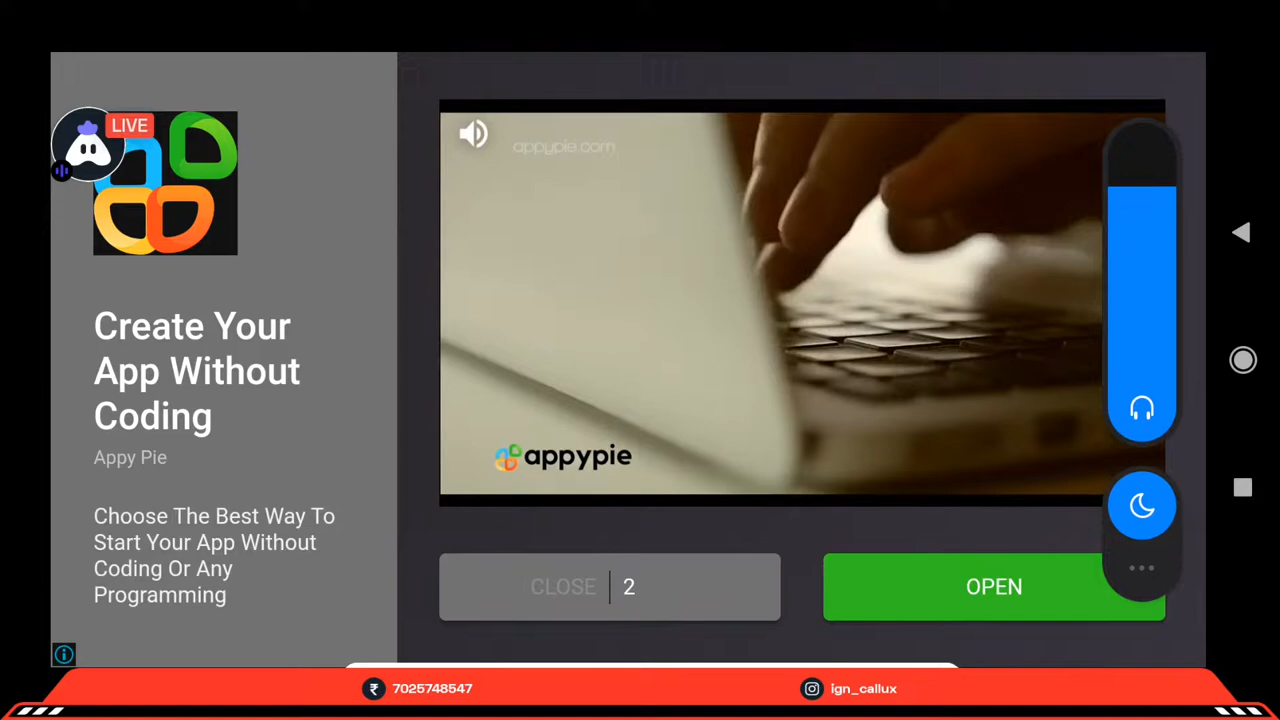 LIVE
appypie.com
Create Your
App Without
Coding
Appy Pie
Choose The Best Way To
Start Your App Without
Coding Or Any
Programming
appypie
CLOSE 2
OPEN
₹ 7025748547
ign_callux